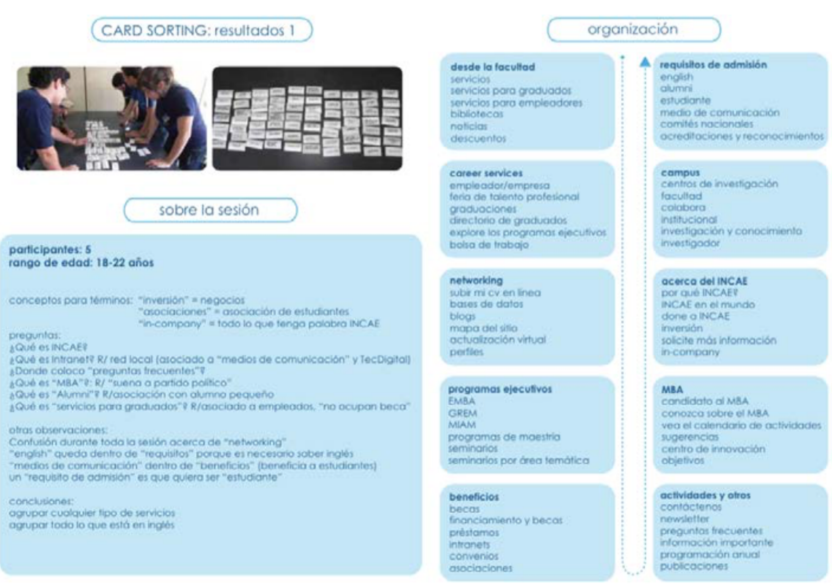 CARD SORTING: resultados 1
sobre la sesión
participantes: 5
rango de edad: 18-22 años
conceptos para términos: "inversión" = negocios
"asociaciones" = asociación de estudiantes
"in-company" = todo lo que tenga palabra INCAE
preguntas:
¿Qué es INCAE?
¿Qué es Intranet? R/ red local (asociado a "medios de comunicación" y TecDigital)
¿Donde coloco "preguntas frecuentes"?
¿Qué es "MBA"?: R/ "suena a partido político"
¿Qué es "Alumni"? R/asociación con alumno pequeño
¿Qué es "servicios para graduados"? R/asociado a empleados, "no ocupan beca"
otras observaciones:
Confusión durante toda la sesión acerca de "networking"
"english" queda dentro de "requisitos" porque es necesario saber inglés
"medios de comunicación" dentro de "beneficios" (beneficia a estudiantes)
un "requisito de admisión" es que quiera ser "estudiante"
conclusiones:
agrupar cualquier tipo de servicios
agrupar todo lo que está en inglés
organización
desde la facultad
servicios
servicios para graduados
servicios para empleadores
bibliotecas
noticias
descuentos
career services
empleador/empresa
feria de talento profesional
graduaciones
directorio de graduados
explore los programas ejecutivos
bolsa de trabajo
networking
subir mi cv en línea
bases de datos
blogs
mapa del sitio
actualización virtual
perfiles
programas ejecutivos
EMBA
GREM
MIAM
programas de maestría
seminarios
seminarios por área temática
beneficios
becas
financiamiento y becas
préstamos
intranets
convenios
asociaciones
requisitos de admisión
english
alumni
estudiante
medio de comunicación
comités nacionales
acreditaciones y reconocimientos
campus
centros de investigación
facultad
colabora
institucional
investigación y conocimiento
investigador
acerca del INCAE
por qué INCAE?
INCAE en el mundo
done a INCAE
inversión
solicite más información
in-company
MBA
candidato al MBA
conozca sobre el MBA
vea el calendario de actividades
sugerencias
centro de innovación
objetivos
actividades y otros
contáctenos
newsletter
preguntas frecuentes
información importante
programación anual
publicaciones